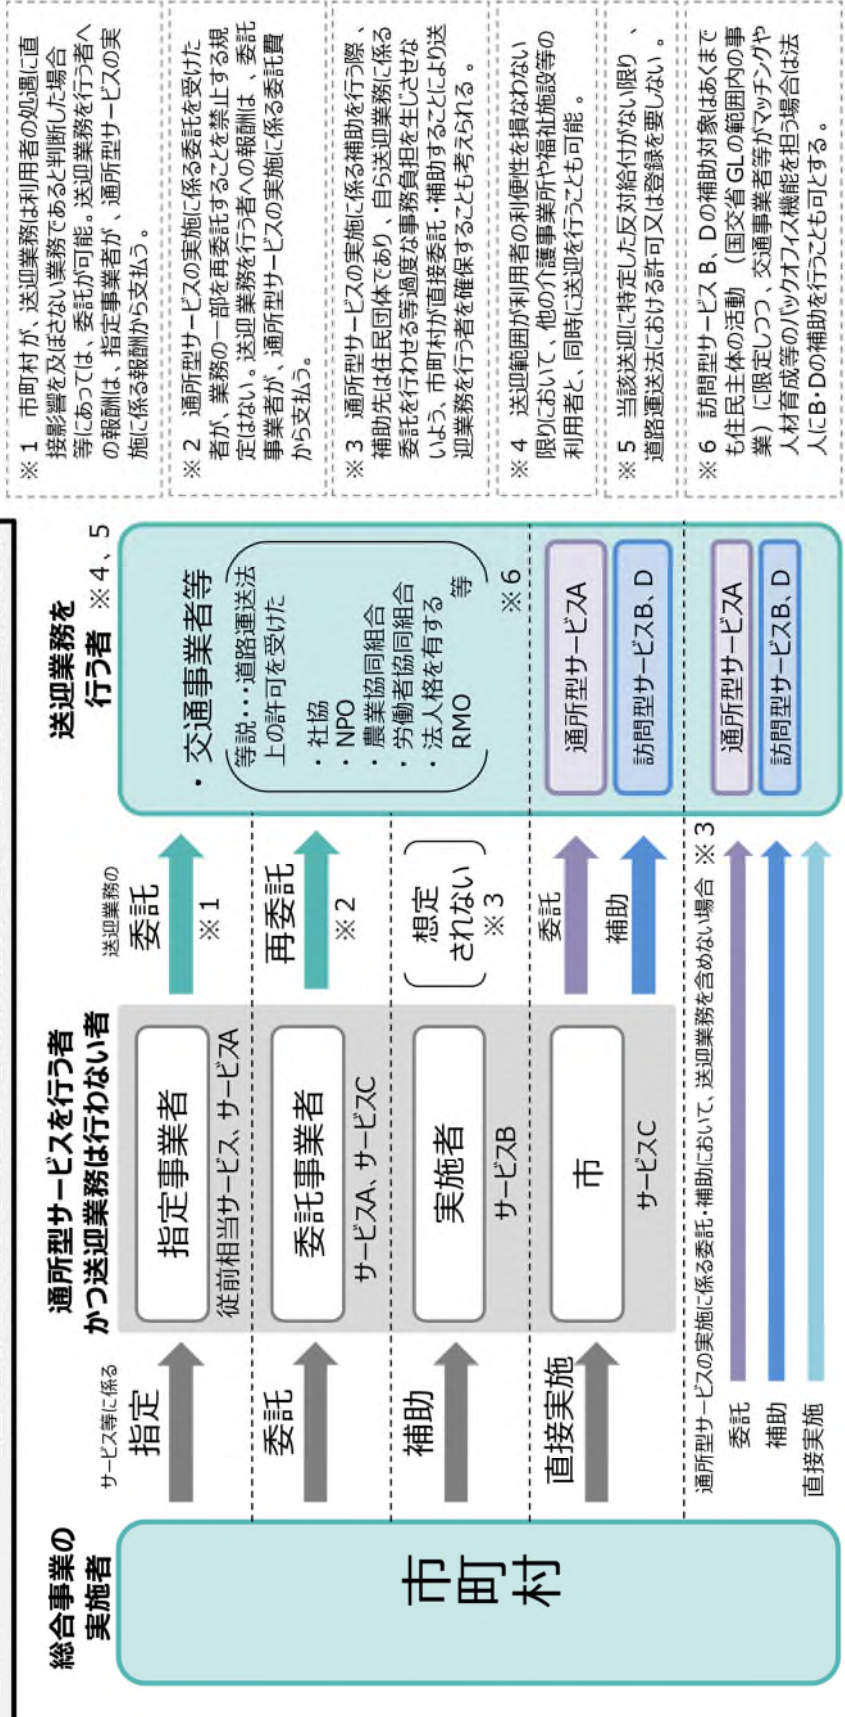 総合事業の
実施者
市町村
サービス等に係る
指定
委託
補助
直接実施
通所型サービスを行う者
かつ送迎業務は行わない者
指定事業者
従前相当サービス、サービスA
委託事業者
サービスA、サービスC
実施者
サービスB
市
サービスC
送迎業務の
委託
※1
再委託
※2
想定
されない
※3
委託
補助
通所型サービスの実施に係る委託・補助において、送迎業務を含めない場合 ※3
委託
補助
直接実施
送迎業務を
行う者 ※4、5
・交通事業者等
等説・・・道路運送法
上の許可を受けた
・社協
・NPO
・農業協同組合
・労働者協同組合
・法人格を有する
RMO 等
※6
通所型サービスA
訪問型サービスB、D
通所型サービスA
訪問型サービスB、D
※1 市町村が、送迎業務は利用者の処遇に直
接影響を及ぼさない業務であると判断した場合
等にあっては、委託が可能。送迎業務を行う者へ
の報酬は、指定事業者が、通所型サービスの実
施に係る報酬から支払う。
※2 通所型サービスの実施に係る委託を受けた
者が、業務の一部を再委託することを禁止する規
定はない。送迎業務を行う者への報酬は、委託
事業者が、通所型サービスの実施に係る委託費
から支払う。
※3 通所型サービスの実施に係る補助を行う際、
補助先は住民団体であり、自ら送迎業務に係る
委託を行わせる等過度な事務負担を生じさせな
いよう、市町村が直接委託・補助することにより送
迎業務を行う者を確保することも考えられる。
※4 送迎範囲が利用者の利便性を損なわない
限りにおいて、他の介護事業所や福祉施設等の
利用者と、同時に送迎を行うことも可能。
※5 当該送迎に特定した反対給付がない限り、
道路運送法における許可又は登録を要しない。
※6 訪問型サービスB、Dの補助対象はあくまで
も住民主体の活動（国交省GLの範囲内の事
業）に限定しつつ、交通事業者等がマッチングや
人材育成等のバックオフィス機能を担う場合は法
人にB・Dの補助を行うことも可とする。